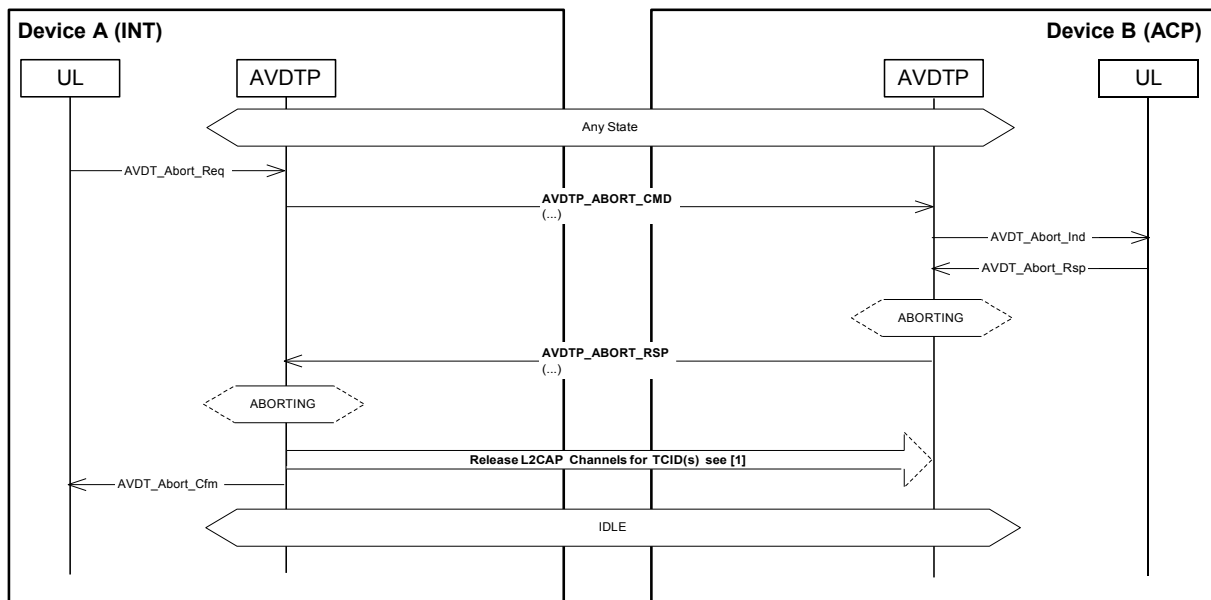 Device A (INT)
Device B (ACP)
UL
AVDTP
AVDTP
UL
Any State
AVDT_Abort_Req
AVDTP_ABORT_CMD
(...)
AVDT_Abort_Ind
AVDT_Abort_Rsp
ABORTING
AVDTP_ABORT_RSP
(...)
ABORTING
Release L2CAP Channels for TCID(s) see [1]
AVDT_Abort_Cfm
IDLE